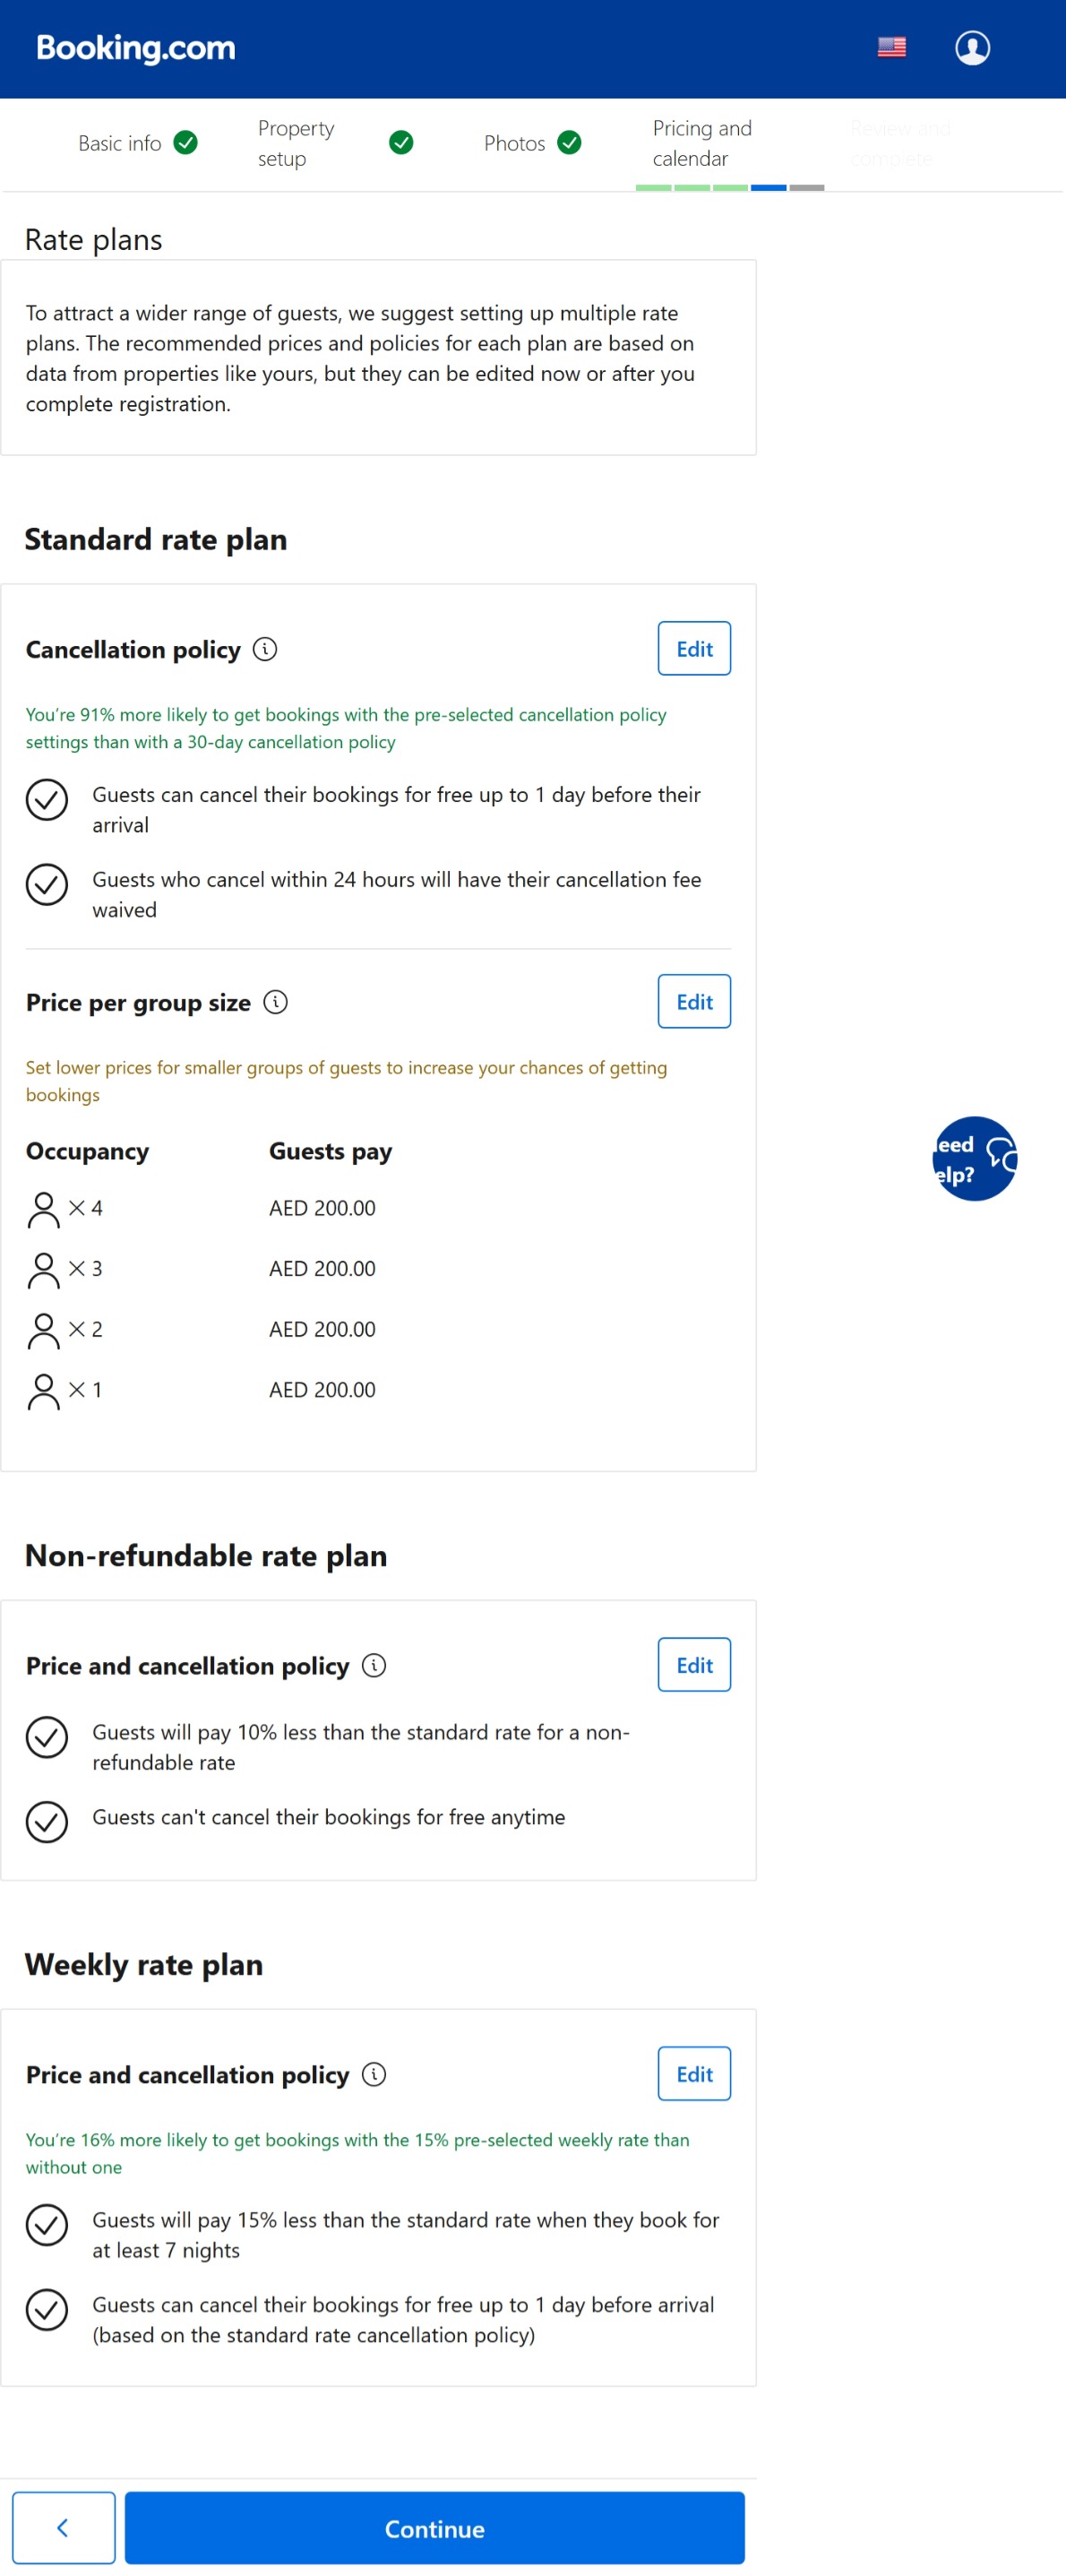 Booking.com
Basic info
Property
setup
Photos
Pricing and
calendar
Review and
complete
Rate plans
To attract a wider range of guests, we suggest setting up multiple rate
plans. The recommended prices and policies for each plan are based on
data from properties like yours, but they can be edited now or after you
complete registration.
Standard rate plan
Cancellation policy
Edit
You’re 91% more likely to get bookings with the pre-selected cancellation policy
settings than with a 30-day cancellation policy
Guests can cancel their bookings for free up to 1 day before their
arrival
Guests who cancel within 24 hours will have their cancellation fee
waived
Price per group size
Edit
Set lower prices for smaller groups of guests to increase your chances of getting
bookings
Occupancy Guests pay
× 4 AED 200.00
× 3 AED 200.00
× 2 AED 200.00
× 1 AED 200.00
eed
elp?
Non-refundable rate plan
Price and cancellation policy
Edit
Guests will pay 10% less than the standard rate for a non-
refundable rate
Guests can't cancel their bookings for free anytime
Weekly rate plan
Price and cancellation policy
Edit
You’re 16% more likely to get bookings with the 15% pre-selected weekly rate than
without one
Guests will pay 15% less than the standard rate when they book for
at least 7 nights
Guests can cancel their bookings for free up to 1 day before arrival
(based on the standard rate cancellation policy)
Continue